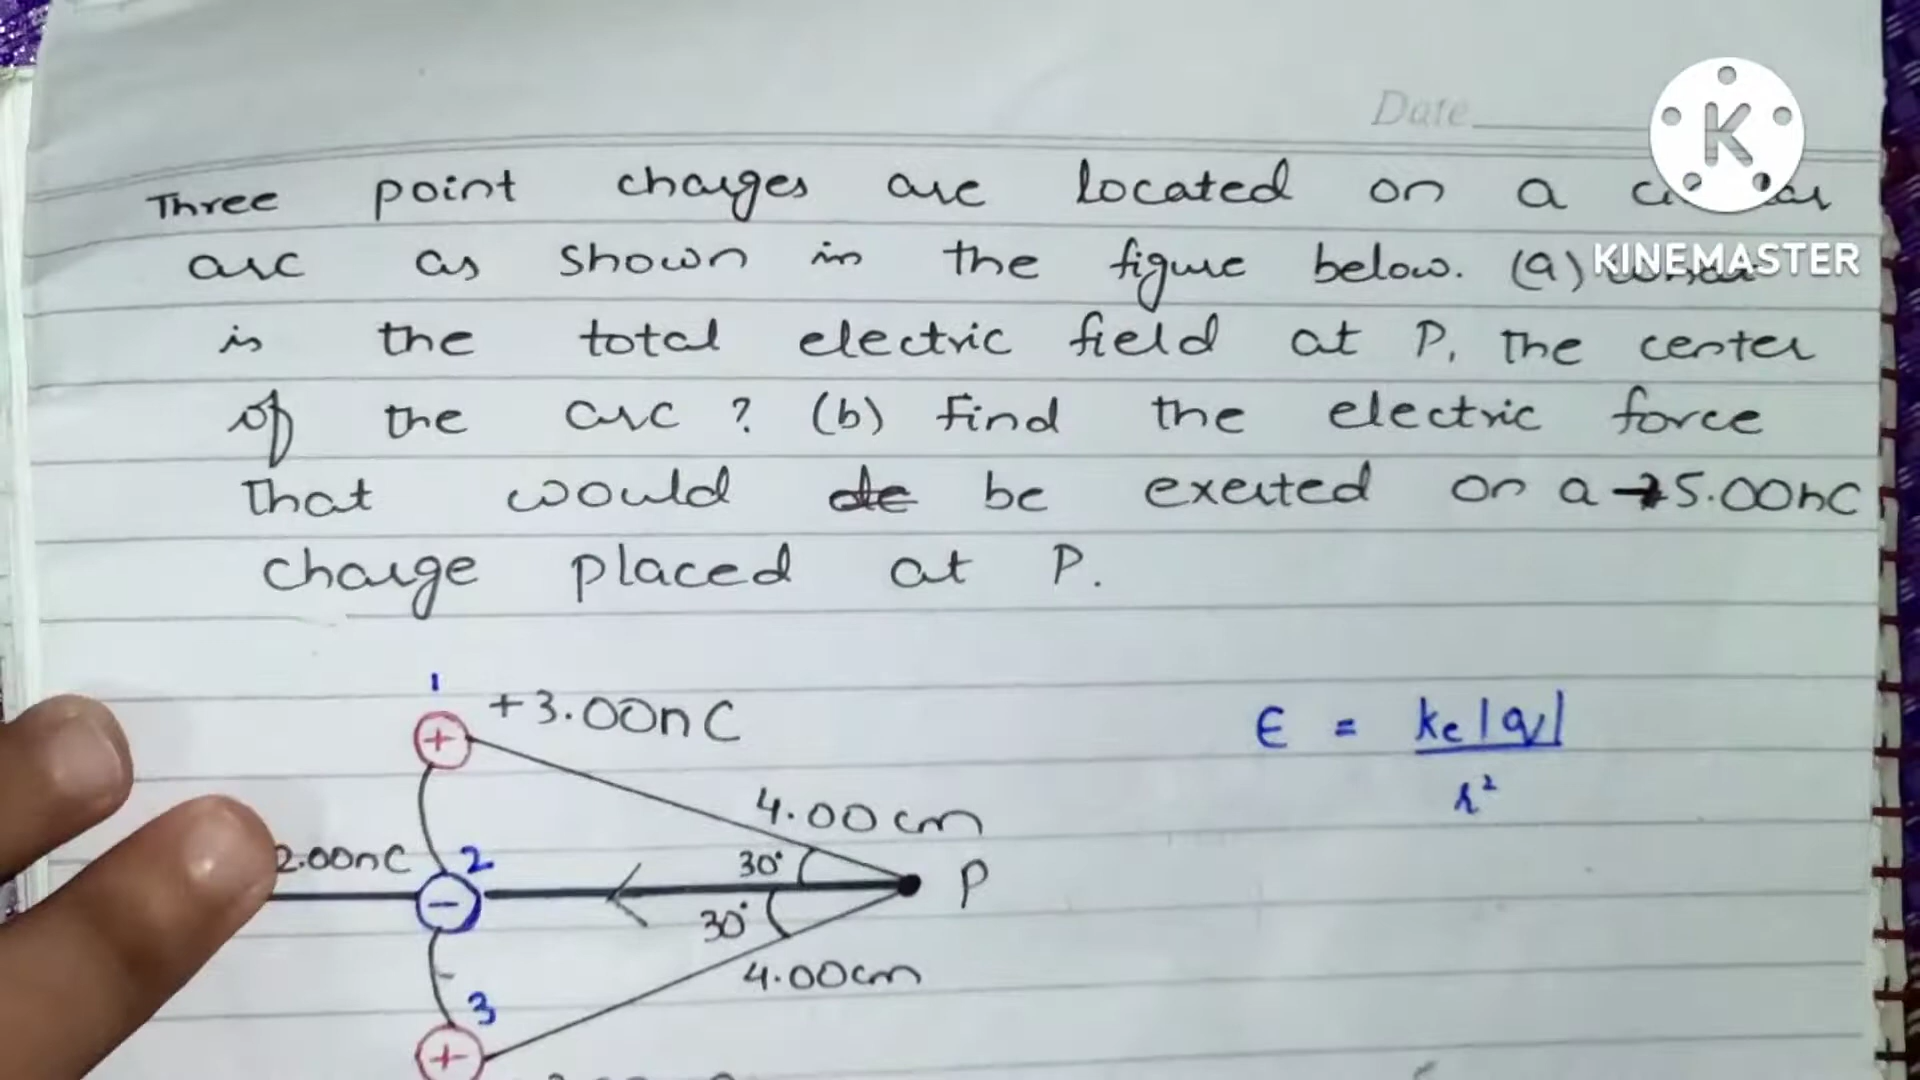 Date
K
KINEMASTER
Three point charges are located on a
arc as shown in the figure below. (a)
is the total electric field at P, the center
of the arc? (b) Find the electric force
that would be exerted on a 5.00nC
charge placed at P.
1
+3.00nC
E = ke|q|
r²
4.00cm
2.00nC
2
30°
P
30°
4.00cm
3